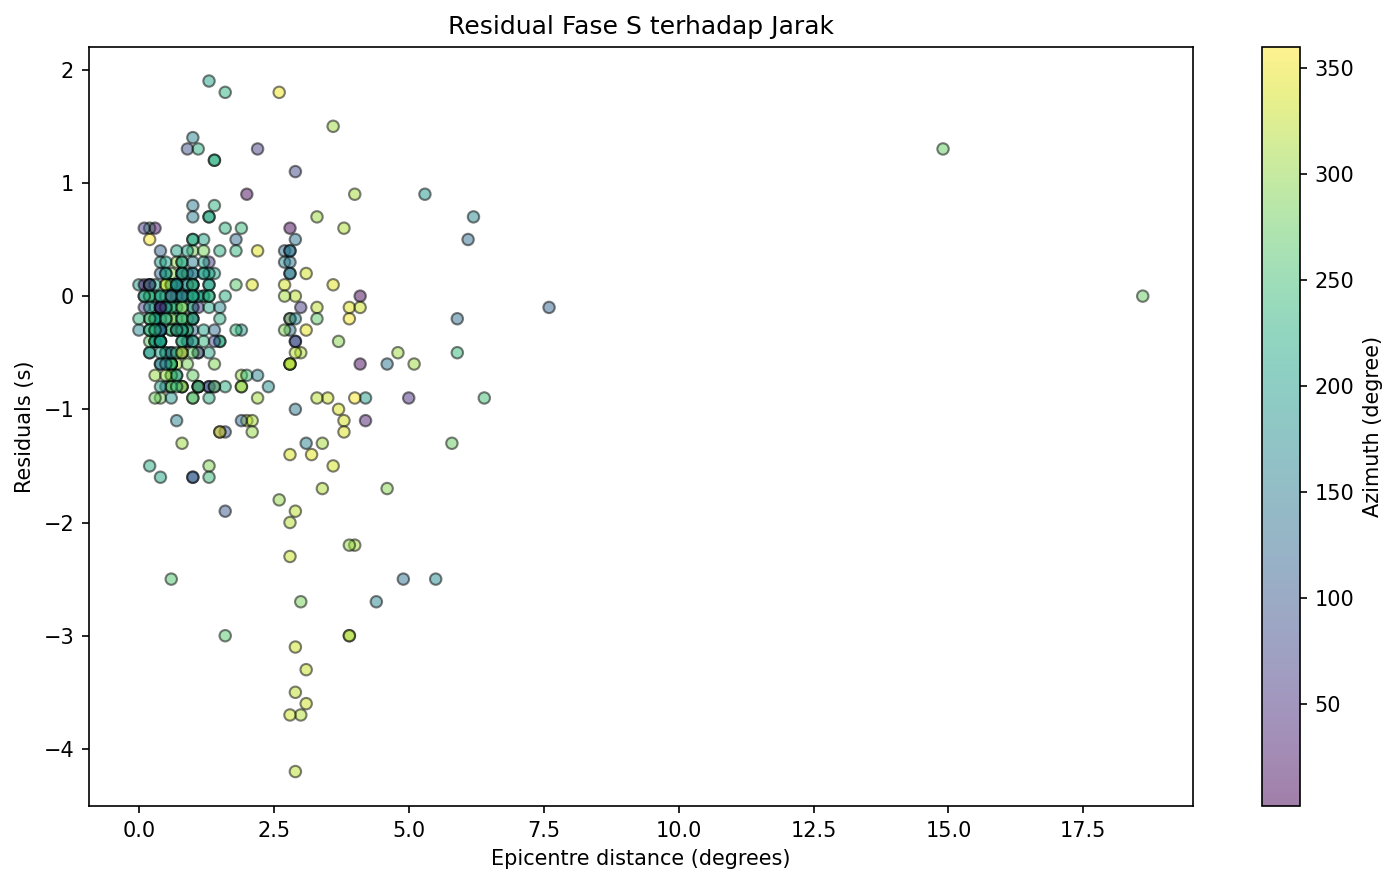 Residual Fase S terhadap Jarak
Residuals (s)
2
1
0
−1
−2
−3
−4
0.0 2.5 5.0 7.5 10.0 12.5 15.0 17.5
Epicentre distance (degrees)
350
300
250
200
150
100
50
Azimuth (degree)